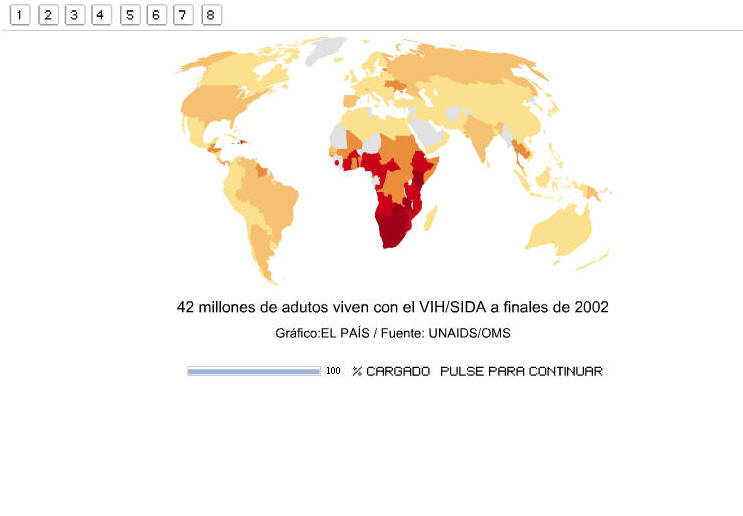 1 2 3 4 5 6 7 8
42 millones de adutos viven con el VIH/SIDA a finales de 2002
Gráfico:EL PAÍS / Fuente: UNAIDS/OMS
100 % CARGADO PULSE PARA CONTINUAR